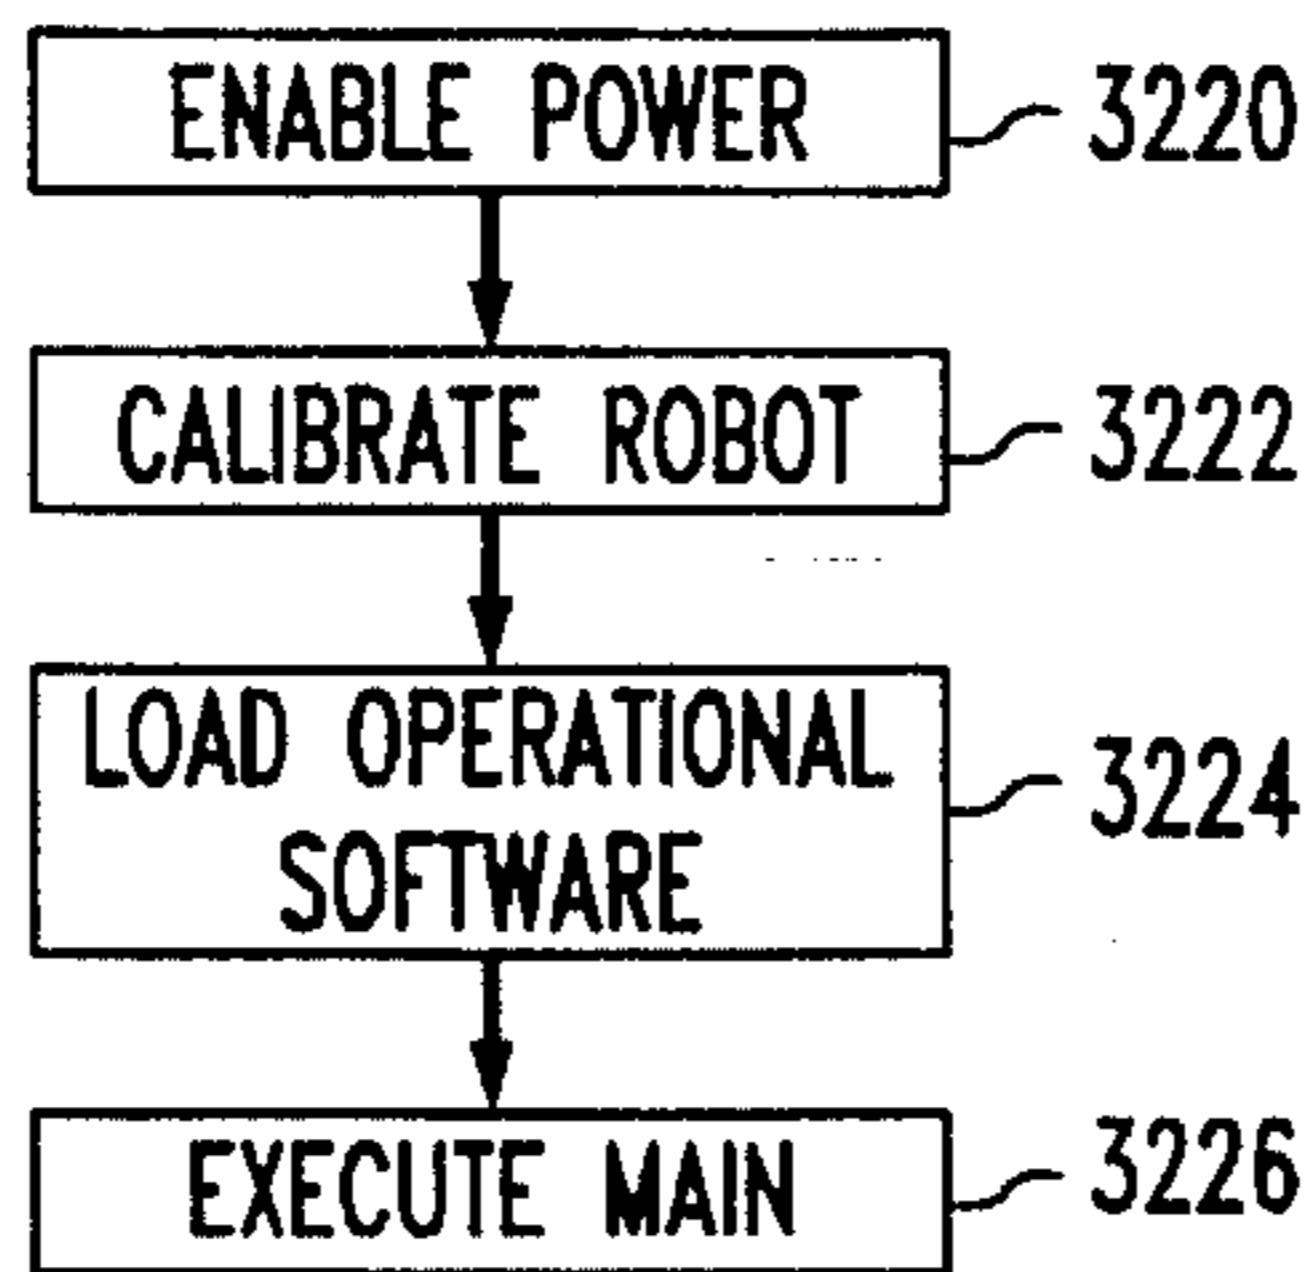 ENABLE POWER 3220
CALIBRATE ROBOT 3222
LOAD OPERATIONAL
SOFTWARE
3224
EXECUTE MAIN 3226